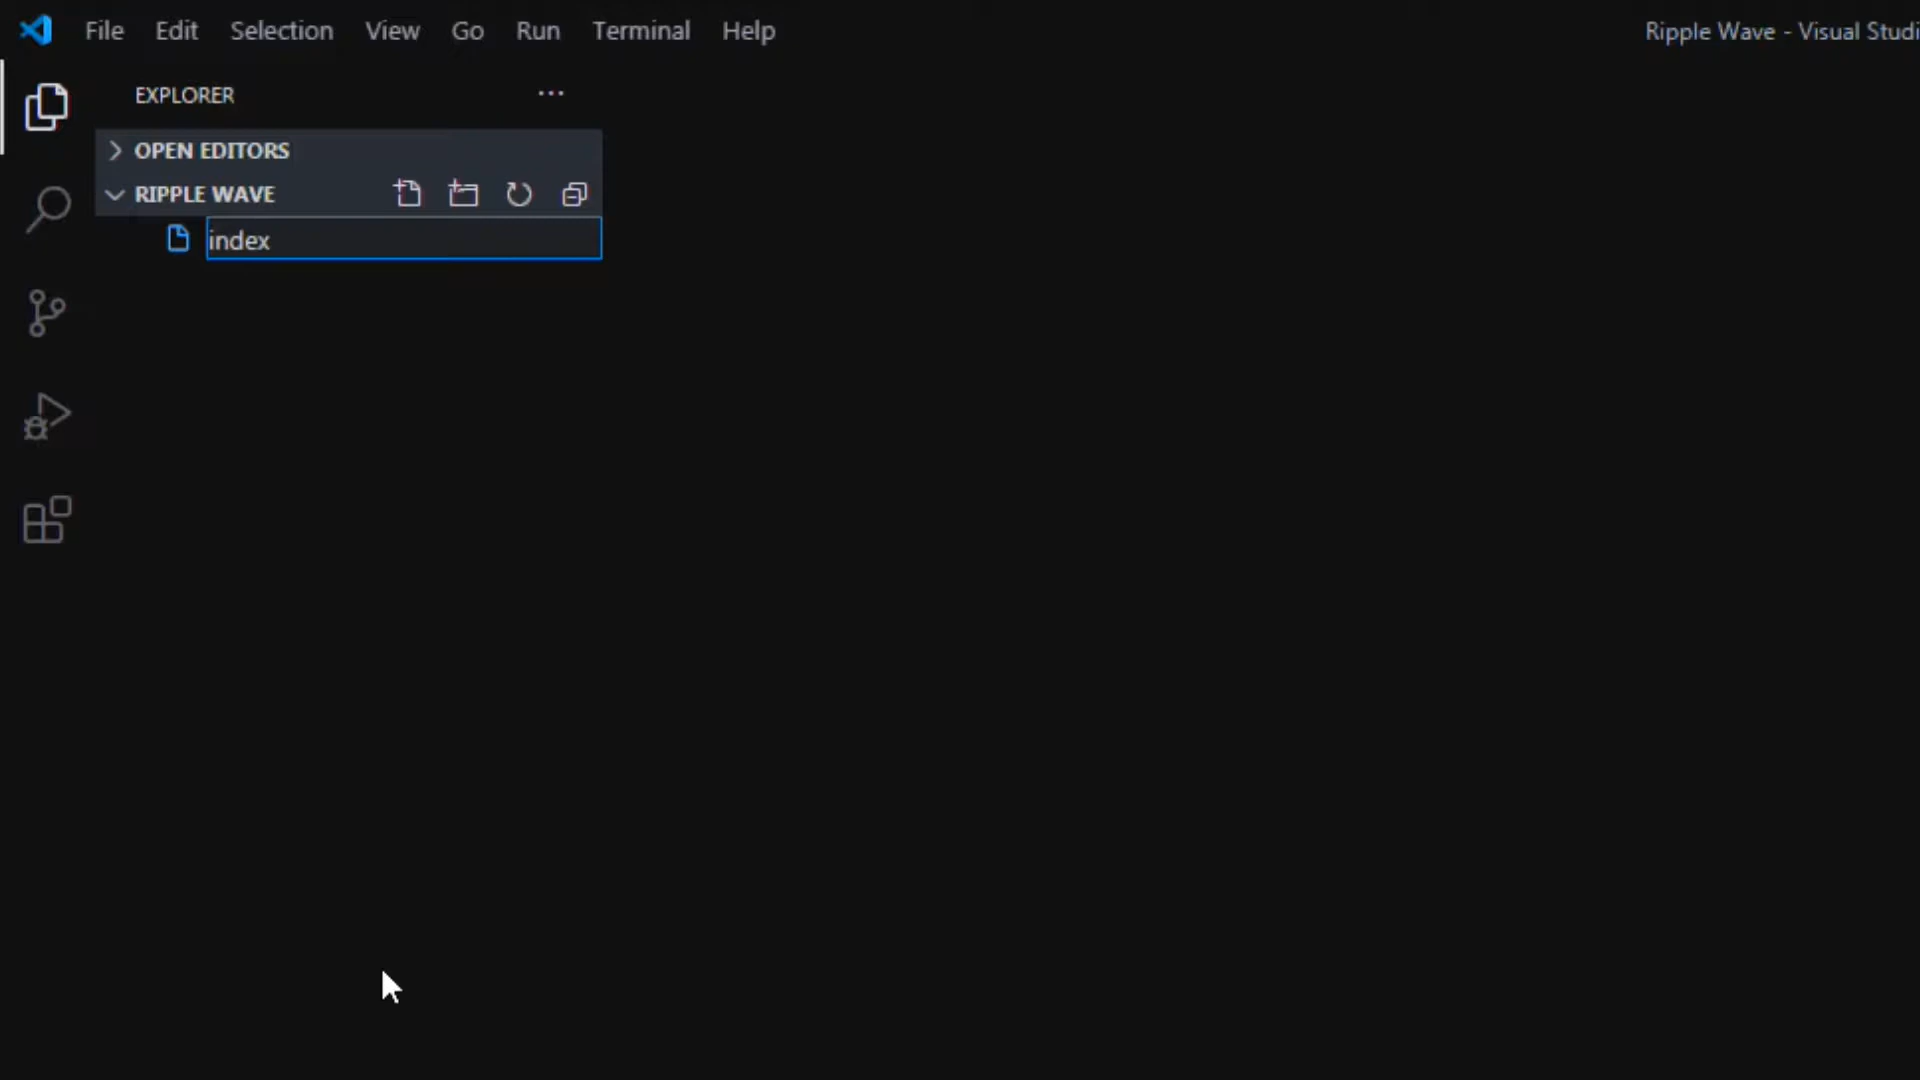 File Edit Selection View Go Run Terminal Help
Ripple Wave - Visual Studi
EXPLORER
OPEN EDITORS
RIPPLE WAVE
index